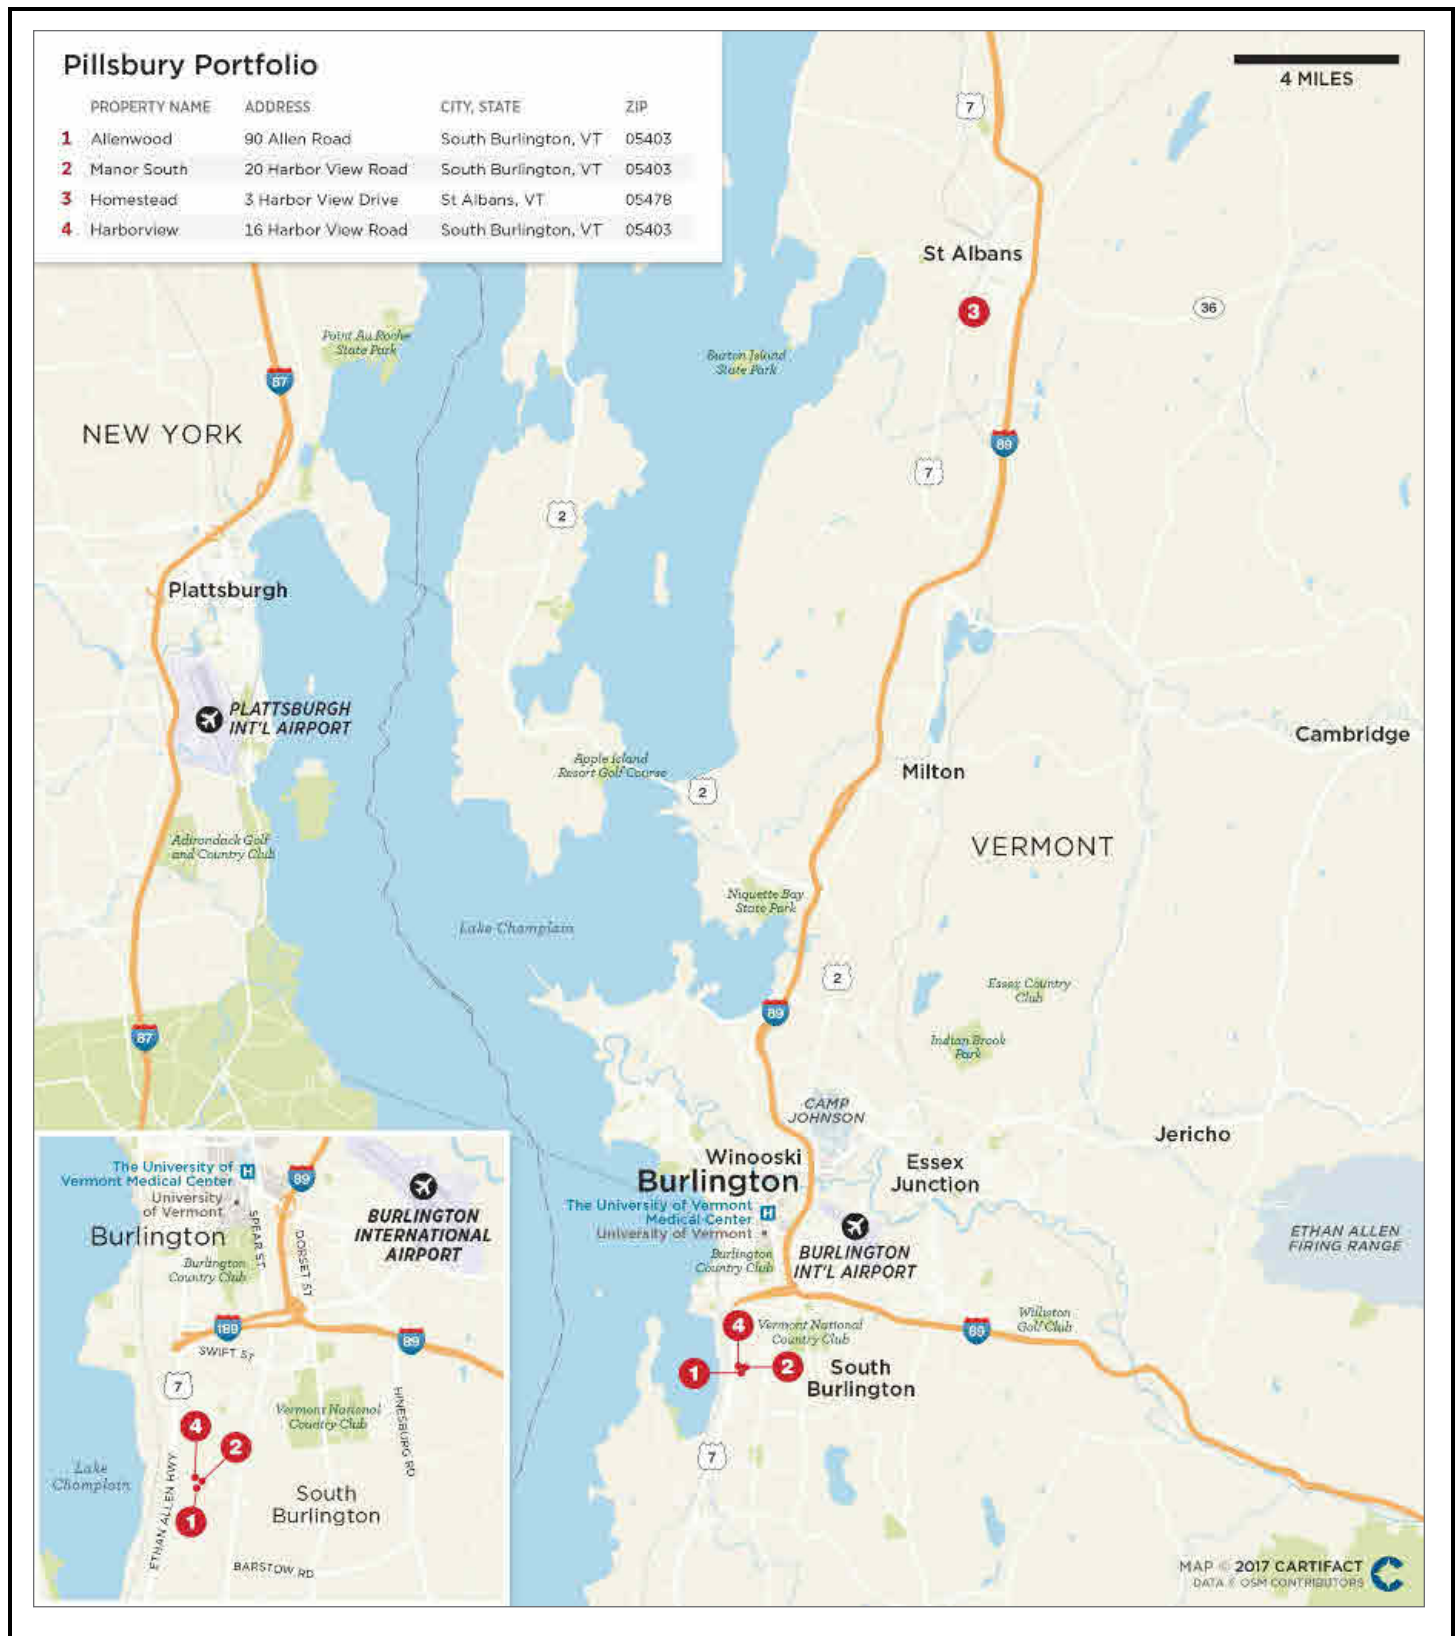 Pillsbury Portfolio
PROPERTY NAME ADDRESS CITY, STATE ZIP
1 Allenwood 90 Allen Road South Burlington, VT 05403
2 Manor South 20 Harbor View Road South Burlington, VT 05403
3 Homestead 3 Harbor View Drive St Albans, VT 05478
4 Harborview 16 Harbor View Road South Burlington, VT 05403
4 MILES
7
St Albans
3
36
Point Au Roche
State Park
Burton Island
State Park
87
NEW YORK
89
7
2
Plattsburgh
PLATTSBURGH
INT'L AIRPORT
Cambridge
Apple Island
Resort Golf Course
Milton
2
VERMONT
Adirondack Golf
and Country Club
Niquette Bay
State Park
Lake Champlain
2
Essex Country
Club
89
87
Indian Brook
Park
CAMP
JOHNSON
Jericho
Winooski
Burlington
Essex
Junction
The University of Vermont
Medical Center
H
University of Vermont
BURLINGTON
INT'L AIRPORT
Burlington
Country Club
ETHAN ALLEN
FIRING RANGE
4
Vermont National
Country Club
89
Williston
Golf Club
1
2
South
Burlington
7
The University of
Vermont Medical Center
H
University
of Vermont
89
Burlington
SPEAR ST
DORSET ST
BURLINGTON
INTERNATIONAL
AIRPORT
Burlington
Country Club
189
89
SWIFT ST
7
4
2
Vermont National
Country Club
HINESBURG RD
Lake
Champlain
ETHAN ALLEN HWY
1
South
Burlington
BARSTOW RD
MAP © 2017 CARTIFACT
DATA © OSM CONTRIBUTORS